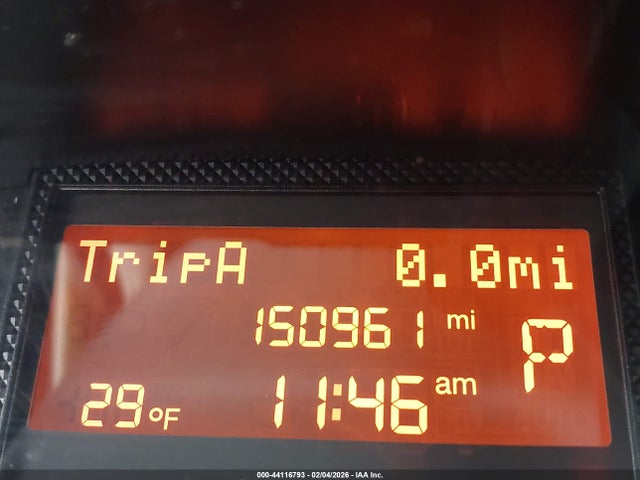 TripA 0.0mi
150961 mi
P
29°F 11:46 am
000-44116793 - 02/04/2026 - IAA Inc.